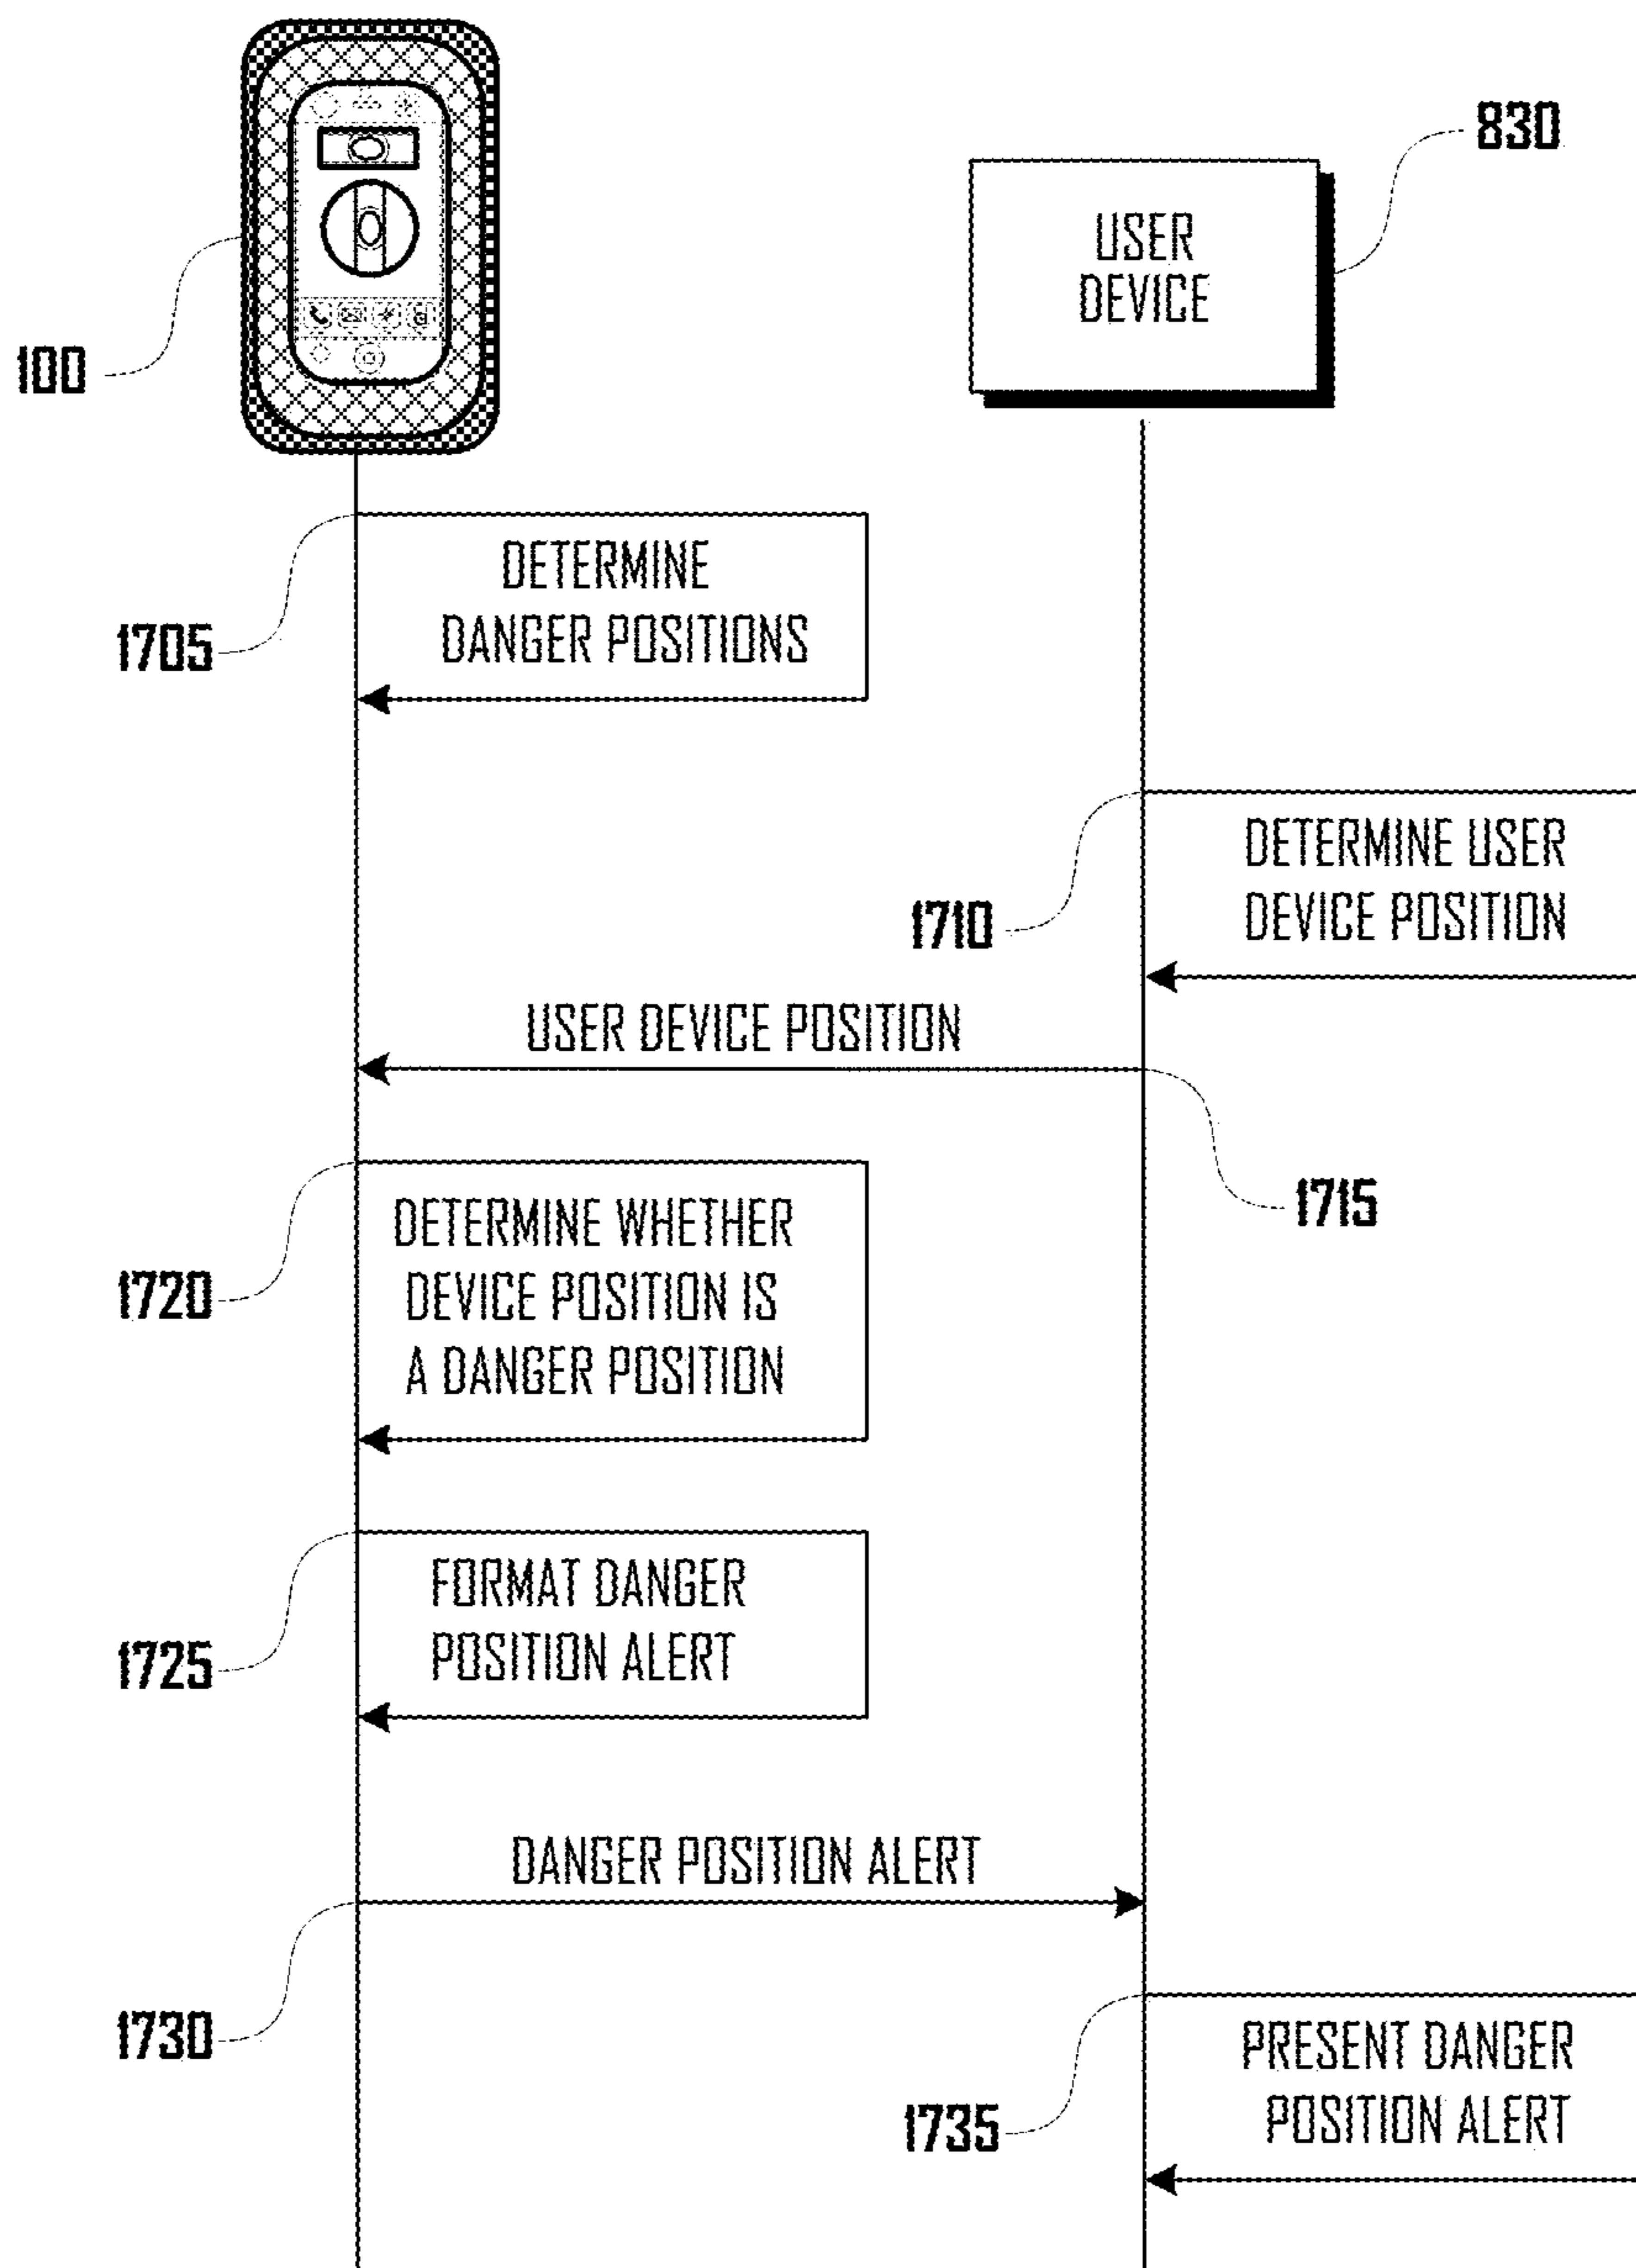 830
USER
DEVICE
100
DETERMINE
DANGER POSITIONS
1705
DETERMINE USER
DEVICE POSITION
1710
USER DEVICE POSITION
1715
DETERMINE WHETHER
DEVICE POSITION IS
A DANGER POSITION
1720
FORMAT DANGER
POSITION ALERT
1725
DANGER POSITION ALERT
1730
PRESENT DANGER
POSITION ALERT
1735